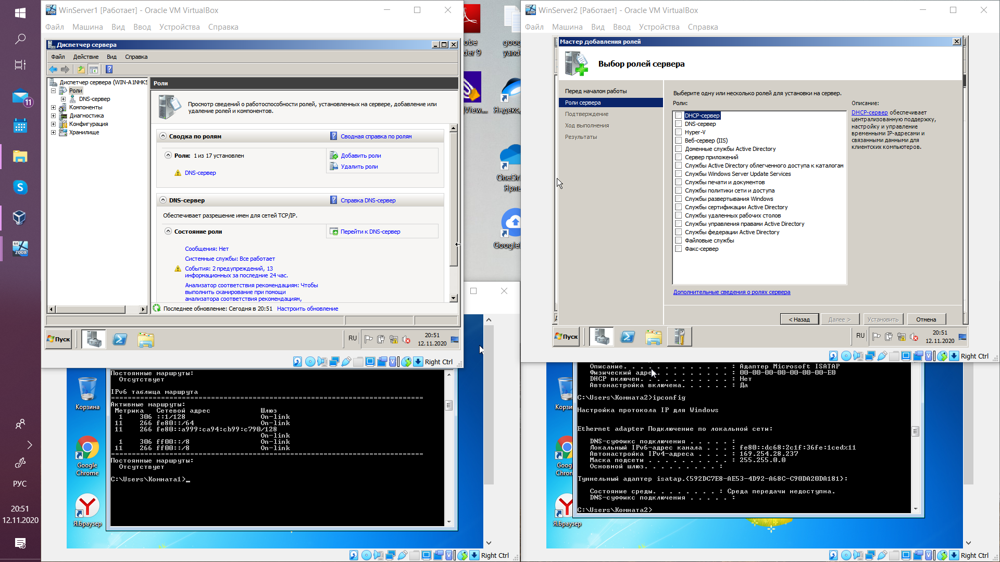 WinServer1 [Работает] - Oracle VM VirtualBox
Файл Машина Вид Ввод Устройства Справка
Диспетчер сервера
Файл Действие Вид Справка
Диспетчер сервера (WIN-A1NHK5
Роли
DNS-сервер
Компоненты
Диагностика
Конфигурация
Хранилище
Роли
Просмотр сведений о работоспособности ролей, установленных на сервере, добавление или
удаление ролей и компонентов.
Сводка по ролям
Сводная справка по ролям
Роли: 1 из 17 установлен
Добавить роли
Удалить роли
DNS-сервер
DNS-сервер
Справка DNS-сервер
Обеспечивает разрешение имен для сетей TCP/IP.
Состояние роли
Перейти к DNS-сервер
Сообщения: Нет
Системные службы: Все работает
События: 2 предупреждений, 13
информационных за последние 24 час.
Анализатор соответствия рекомендациям: Чтобы
выполнить сканирование при помощи
анализатора соответствия рекомендациям,
Последнее обновление: Сегодня в 20:51 Настроить обновление
Пуск
RU
20:51
12.11.2020
Right Ctrl
obe
der 9
goog
yand
View....
Яндекс
OneDr
Ярлы
Google
WinServer2 [Работает] - Oracle VM VirtualBox
Файл Машина Вид Ввод Устройства Справка
Мастер добавления ролей
Выбор ролей сервера
Перед началом работы
Роли сервера
Подтверждение
Ход выполнения
Результаты
Выберите одну или несколько ролей для установки на сервер.
Роли:
DHCP-сервер
DNS-сервер
Hyper-V
Веб-сервер (IIS)
Доменные службы Active Directory
Сервер приложений
Службы Active Directory облегченного доступа к каталогам
Службы Windows Server Update Services
Службы печати и документов
Службы политики сети и доступа
Службы развертывания Windows
Службы сертификации Active Directory
Службы удаленных рабочих столов
Службы управления правами Active Directory
Службы федерации Active Directory
Файловые службы
Факс-сервер
Описание:
DHCP-сервер обеспечивает
централизованную поддержку,
настройку и управление
временными IP-адресами и
связанными данными для
клиентских компьютеров.
Дополнительные сведения о ролях сервера
< Назад
Далее >
Установить
Отмена
Пуск
RU
20:51
12.11.2020
Right Ctrl
Корзина
Google
Chrome
Я.Браузер
Постоянные маршруты:
Отсутствует
IPv6 таблица маршрута
===========================================================================
Активные маршруты:
Метрика Сетевой адрес Шлюз
1 306 ::1/128 On-link
11 266 fe80::/64 On-link
11 266 fe80::a999:ca94:cb99:c790/128
On-link
1 306 ff00::/8 On-link
11 266 ff00::/8 On-link
===========================================================================
Постоянные маршруты:
Отсутствует
C:\Users\Комната1>_
Right Ctrl
Корзи
Goog
Chron
Я.Браузер
Описание. . . . . . . . . . . . . : Адаптер Microsoft ISATAP
Физический адре. . . . . . . . . : 00-00-00-00-00-00-00-E0
DHCP включен. . . . . . . . . . . : Нет
Автонастройка включена. . . . . . : Да
C:\Users\Комната2>ipconfig
Настройка протокола IP для Windows
Ethernet adapter Подключение по локальной сети:
DNS-суффикс подключения . . . . . :
Локальный IPv6-адрес канала . . . : fe80::dc68:2c1f:36fe:1ced%11
Автонастройка IPv4-адреса . . . . : 169.254.28.237
Маска подсети . . . . . . . . . . : 255.255.0.0
Основной шлюз. . . . . . . . . :
Туннельный адаптер isatap.{592DC7E8-AE53-4D92-A68C-C90DA20DA181}:
Состояние среды. . . . . . . . : Среда передачи недоступна.
DNS-суффикс подключения . . . . . :
C:\Users\Комната2>
Right Ctrl
11
64
2008
РУС
20:51
12.11.2020